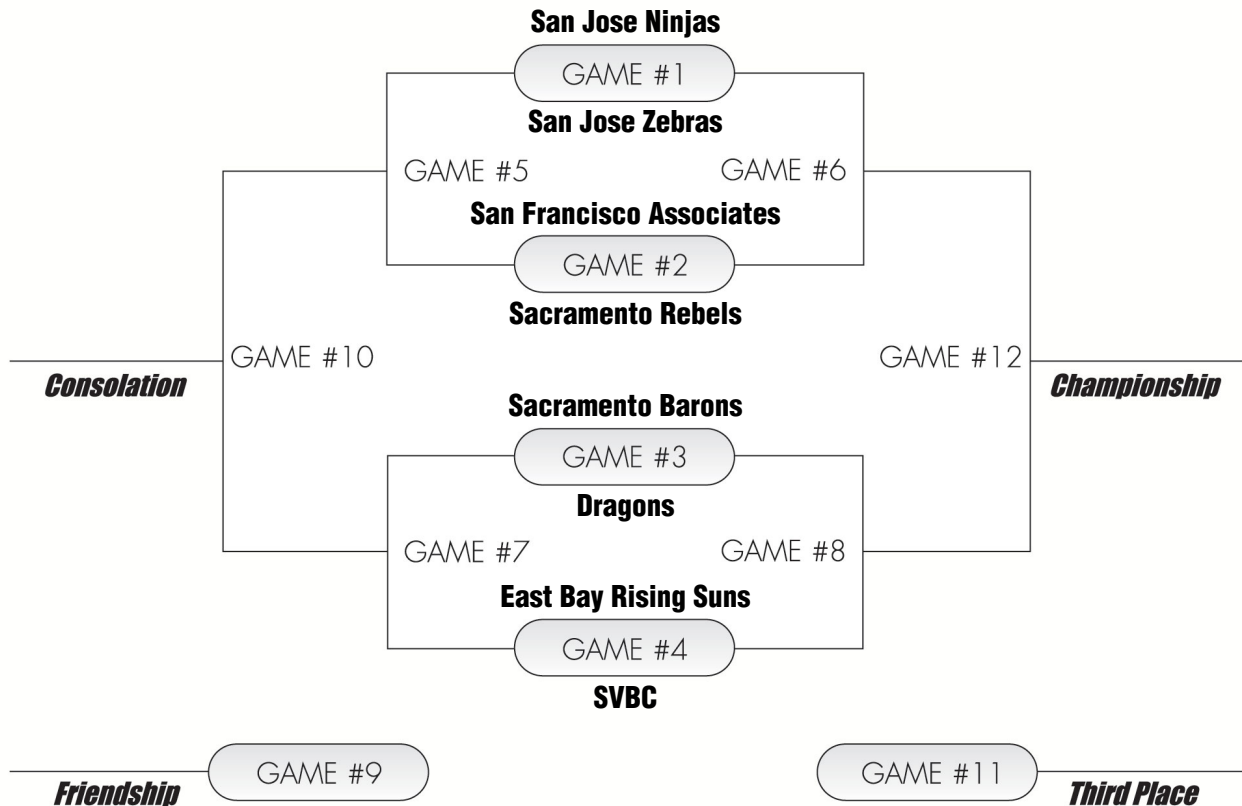 San Jose Ninjas
GAME #1
San Jose Zebras
GAME #5
GAME #6
San Francisco Associates
GAME #2
Sacramento Rebels
GAME #10
GAME #12
Consolation
Championship
Sacramento Barons
GAME #3
Dragons
GAME #7
GAME #8
East Bay Rising Suns
GAME #4
SVBC
GAME #9
GAME #11
Friendship
Third Place